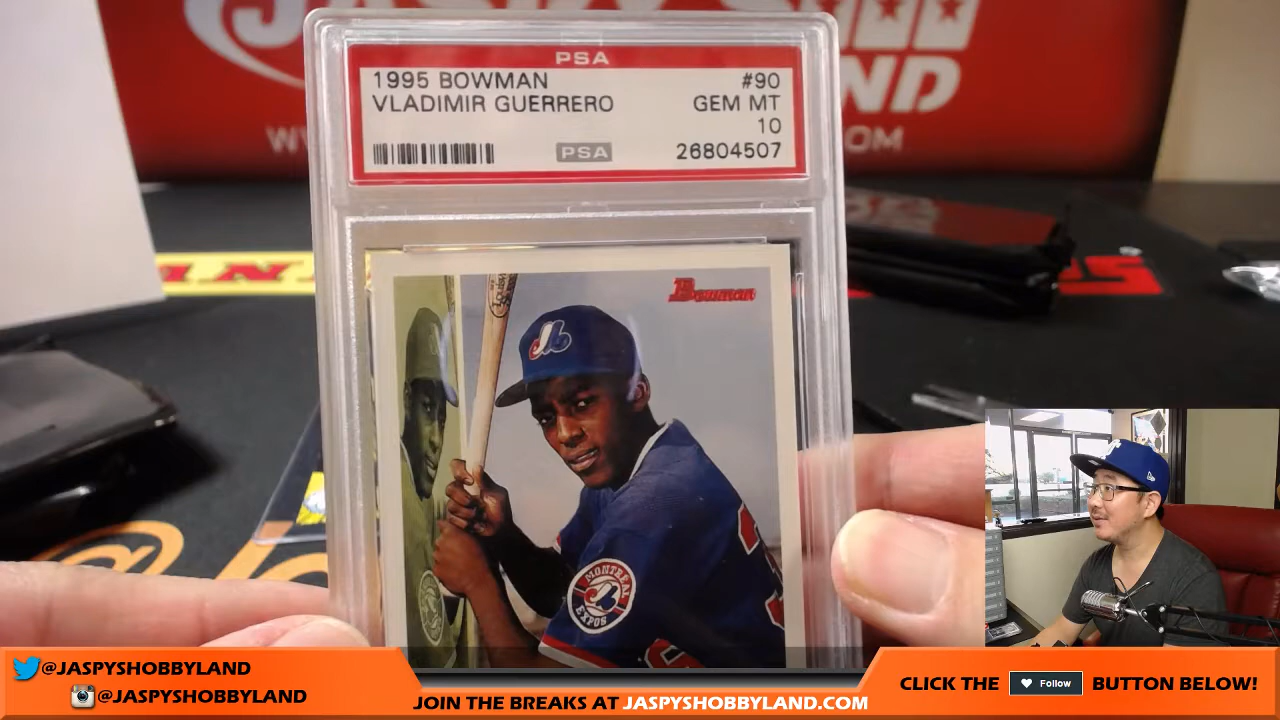 PSA
1995 BOWMAN #90
VLADIMIR GUERRERO GEM MT
10
PSA 26804507
Bowman
MONTREAL
EXPOS
@JASPYSHOBBYLAND
@JASPYSHOBBYLAND
JOIN THE BREAKS AT JASPYSHOBBYLAND.COM
CLICK THE Follow BUTTON BELOW!